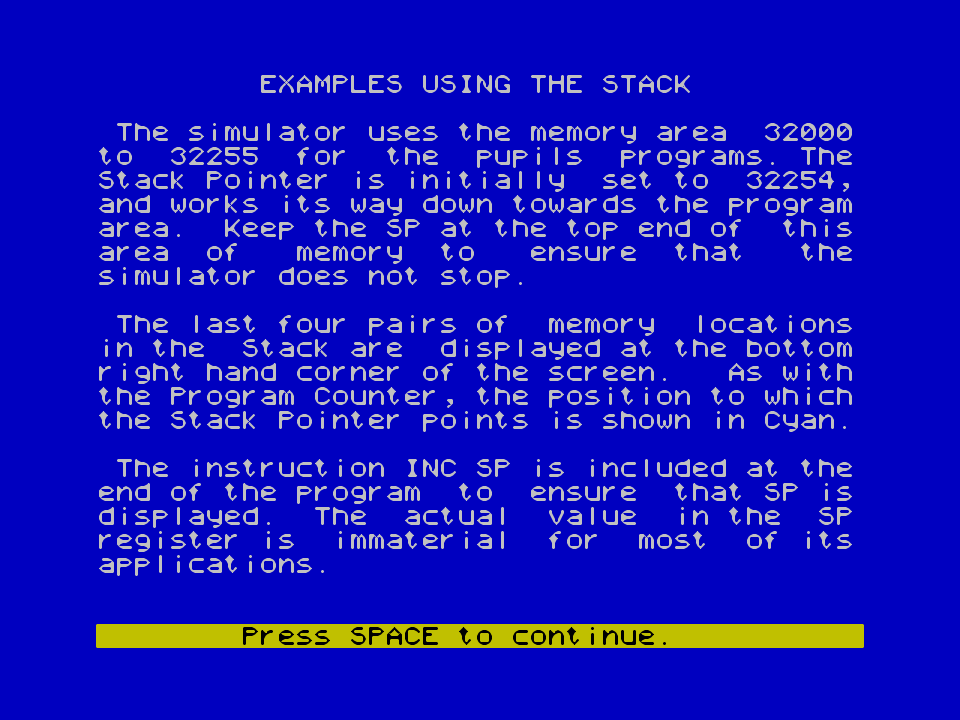 EXAMPLES USING THE STACK
The simulator uses the memory area 32000
to 32255 for the pupils programs. The
Stack Pointer is initially set to 32254,
and works its way down towards the program
area. Keep the SP at the top end of this
area of memory to ensure that the
simulator does not stop.
The last four pairs of memory locations
in the Stack are displayed at the bottom
right hand corner of the screen. As with
the Program Counter, the position to which
the Stack Pointer points is shown in Cyan.
The instruction INC SP is included at the
end of the program to ensure that SP is
displayed. The actual value in the SP
register is immaterial for most of its
applications.
Press SPACE to continue.